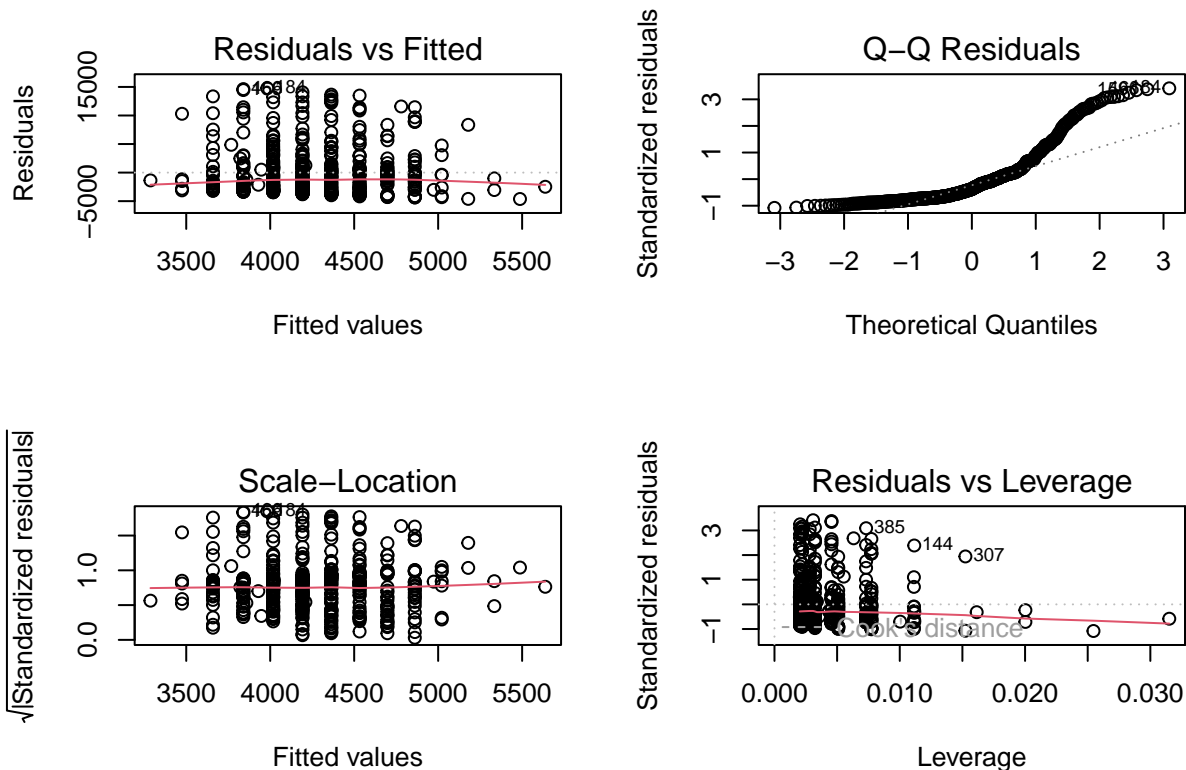 Residuals vs Fitted
Residuals
15000
−5000
184
3500 4000 4500 5000 5500
Fitted values
Q−Q Residuals
Standardized residuals
3
1
−1
184
−3 −2 −1 0 1 2 3
Theoretical Quantiles
Scale−Location
√|Standardized residuals|
1.0
0.0
184
3500 4000 4500 5000 5500
Fitted values
Residuals vs Leverage
Standardized residuals
3
1
−1
385
144
307
Cook's distance
0.000 0.010 0.020 0.030
Leverage